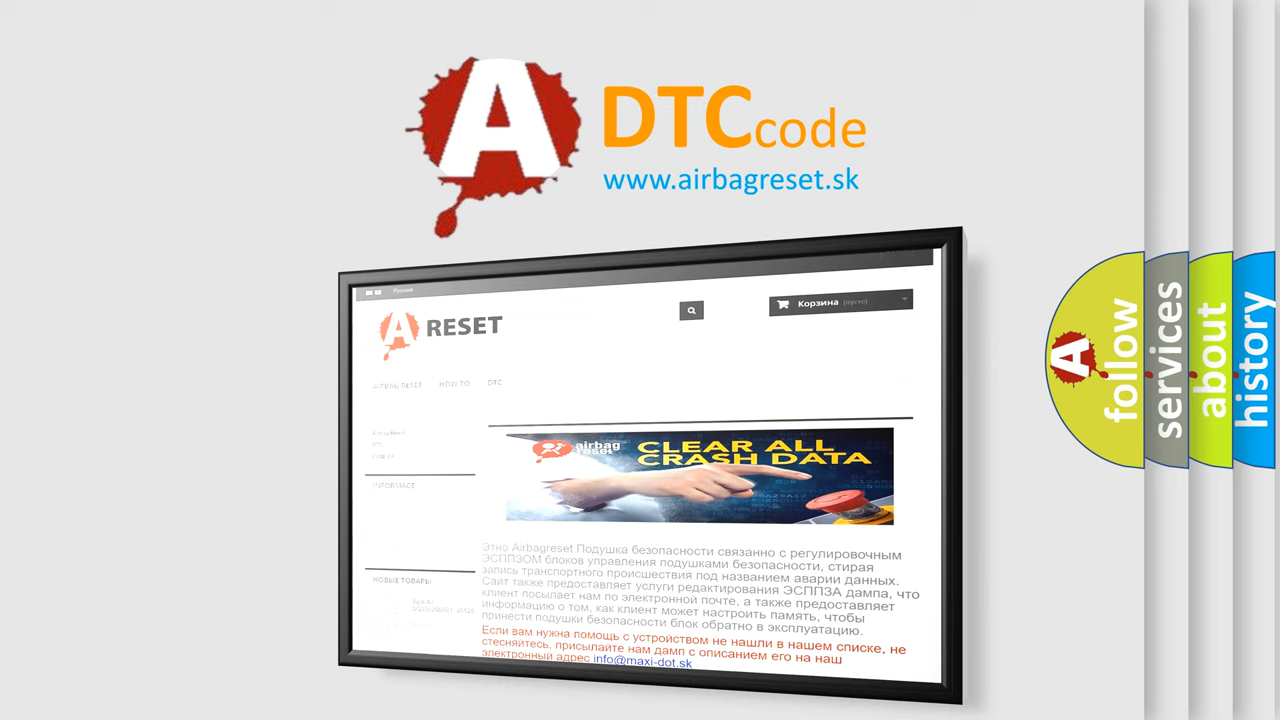 A
DTCcode
www.airbagreset.sk
Русский
Корзина (пусто)
A RESET
AIRBAG RESET HOW TO DTC
Airbag Reset
DTC
INFORMACE
airbag
reset
CLEAR ALL
CRASH DATA
Этно Airbagreset Подушка безопасности связанно с регулировочным
ЭСППЗОМ блоков управления подушками безопасности, стирая
запись транспортного происшествия под названием аварии данных.
Сайт также предоставляет услуги редактирования ЭСППЗА дампа, что
клиент посылает нам по электронной почте, а также предоставляет
информацию о том, как клиент может настроить память, чтобы
принести подушки безопасности блок обратно в эксплуатацию.
Если вам нужна помощь с устройством не нашли в нашем списке, не
стесняйтесь, присылайте нам дамп с описанием его на наш
электронный адрес info@maxi-dot.sk
НОВЫЕ ТОВАРЫ
A
follow
services
about
history